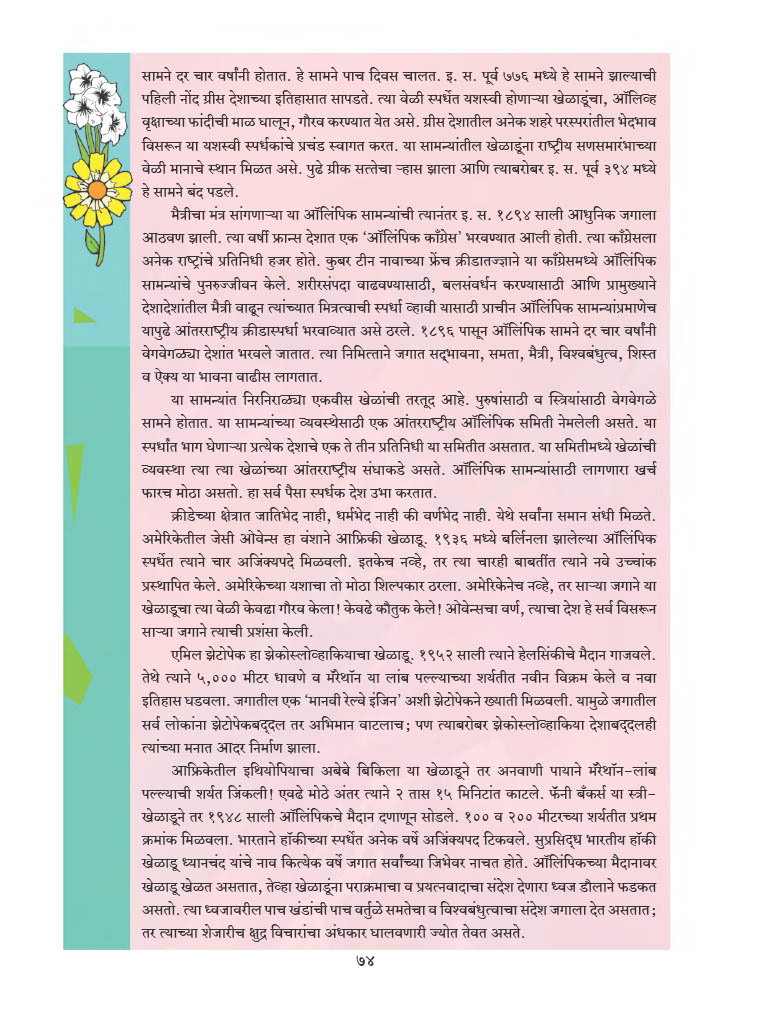 सामने दर चार वर्षांनी होतात. हे सामने पाच दिवस चालत. इ. स. पूर्व ७७६ मध्ये हे सामने झाल्याची
पहिली नोंद ग्रीस देशाच्या इतिहासात सापडते. त्या वेळी स्पर्धेत यशस्वी होणाऱ्या खेळाडूंचा, ऑलिव्ह
वृक्षाच्या फांदीची माळ घालून, गौरव करण्यात येत असे. ग्रीस देशातील अनेक शहरे परस्परांतील भेदभाव
विसरून या यशस्वी स्पर्धकांचे प्रचंड स्वागत करत. या सामन्यांतील खेळाडूंना राष्ट्रीय सणसमारंभाच्या
वेळी मानाचे स्थान मिळत असे. पुढे ग्रीक सत्तेचा ऱ्हास झाला आणि त्याबरोबर इ. स. पूर्व ३९४ मध्ये
हे सामने बंद पडले.
मैत्रीचा मंत्र सांगणाऱ्या या ऑलिंपिक सामन्यांची त्यानंतर इ. स. १८९४ साली आधुनिक जगाला
आठवण झाली. त्या वर्षी फ्रान्स देशात एक ‘ऑलिंपिक काँग्रेस’ भरवण्यात आली होती. त्या काँग्रेसला
अनेक राष्ट्रांचे प्रतिनिधी हजर होते. कुबर टीन नावाच्या फ्रेंच क्रीडातज्ज्ञाने या काँग्रेसमध्ये ऑलिंपिक
सामन्यांचे पुनरुज्जीवन केले. शरीरसंपदा वाढवण्यासाठी, बलसंवर्धन करण्यासाठी आणि प्रामुख्याने
देशादेशांतील मैत्री वाढून त्यांच्यात मित्रत्वाची स्पर्धा व्हावी यासाठी प्राचीन ऑलिंपिक सामन्यांप्रमाणेच
यापुढे आंतरराष्ट्रीय क्रीडास्पर्धा भरवाव्यात असे ठरले. १८९६ पासून ऑलिंपिक सामने दर चार वर्षांनी
वेगवेगळ्या देशांत भरवले जातात. त्या निमित्ताने जगात सद्‍भावना, समता, मैत्री, विश्वबंधुत्व, शिस्त
व ऐक्य या भावना वाढीस लागतात.
या सामन्यांत निरनिराळ्या एकवीस खेळांची तरतूद आहे. पुरुषांसाठी व स्त्रियांसाठी वेगवेगळे
सामने होतात. या सामन्यांच्या व्यवस्थेसाठी एक आंतरराष्ट्रीय ऑलिंपिक समिती नेमलेली असते. या
स्पर्धांत भाग घेणाऱ्या प्रत्येक देशाचे एक ते तीन प्रतिनिधी या समितीत असतात. या समितीमध्ये खेळांची
व्यवस्था त्या त्या खेळांच्या आंतरराष्ट्रीय संघाकडे असते. ऑलिंपिक सामन्यांसाठी लागणारा खर्च
फारच मोठा असतो. हा सर्व पैसा स्पर्धक देश उभा करतात.
क्रीडेच्या क्षेत्रात जातिभेद नाही, धर्मभेद नाही की वर्णभेद नाही. येथे सर्वांना समान संधी मिळते.
अमेरिकेतील जेसी ओवेन्स हा वंशाने आफ्रिकी खेळाडू. १९३६ मध्ये बर्लिनला झालेल्या ऑलिंपिक
स्पर्धेत त्याने चार अजिंक्यपदे मिळवली. इतकेच नव्हे, तर त्या चारही बाबतींत त्याने नवे उच्चांक
प्रस्थापित केले. अमेरिकेच्या यशाचा तो मोठा शिल्पकार ठरला. अमेरिकेनेच नव्हे, तर साऱ्या जगाने या
खेळाडूचा त्या वेळी केवढा गौरव केला! केवढे कौतुक केले! ओवेन्सचा वर्ण, त्याचा देश हे सर्व विसरून
साऱ्या जगाने त्याची प्रशंसा केली.
एमिल झेटोपेक हा झेकोस्लोव्हाकियाचा खेळाडू. १९५२ साली त्याने हेलसिंकीचे मैदान गाजवले.
तेथे त्याने ५,००० मीटर धावणे व मॅरेथॉन या लांब पल्ल्याच्या शर्यतीत नवीन विक्रम केले व नवा
इतिहास घडवला. जगातील एक ‘मानवी रेल्वे इंजिन’ अशी झेटोपेकने ख्याती मिळवली. यामुळे जगातील
सर्व लोकांना झेटोपेकबद्दल तर अभिमान वाटलाच; पण त्याबरोबर झेकोस्लोव्हाकिया देशाबद्दलही
त्यांच्या मनात आदर निर्माण झाला.
आफ्रिकेतील इथियोपियाचा अबेबे बिकिला या खेळाडूने तर अनवाणी पायाने मॅरेथॉन–लांब
पल्ल्याची शर्यत जिंकली! एवढे मोठे अंतर त्याने २ तास १५ मिनिटांत काटले. फॅनी बँकर्स या स्त्री–
खेळाडूने तर १९४८ साली ऑलिंपिकचे मैदान दणाणून सोडले. १०० व २०० मीटरच्या शर्यतीत प्रथम
क्रमांक मिळवला. भारताने हॉकीच्या स्पर्धेत अनेक वर्षे अजिंक्यपद टिकवले. सुप्रसिद्ध भारतीय हॉकी
खेळाडू ध्यानचंद यांचे नाव कित्येक वर्षे जगात सर्वांच्या जिभेवर नाचत होते. ऑलिंपिकच्या मैदानावर
खेळाडू खेळत असतात, तेव्हा खेळाडूंना पराक्रमाचा व प्रयत्नवादाचा संदेश देणारा ध्वज डौलाने फडकत
असतो. त्या ध्वजावरील पाच खंडांची पाच वर्तुळे समतेचा व विश्वबंधुत्वाचा संदेश जगाला देत असतात;
तर त्याच्या शेजारीच क्षुद्र विचारांचा अंधकार घालवणारी ज्योत तेवत असते.
७४